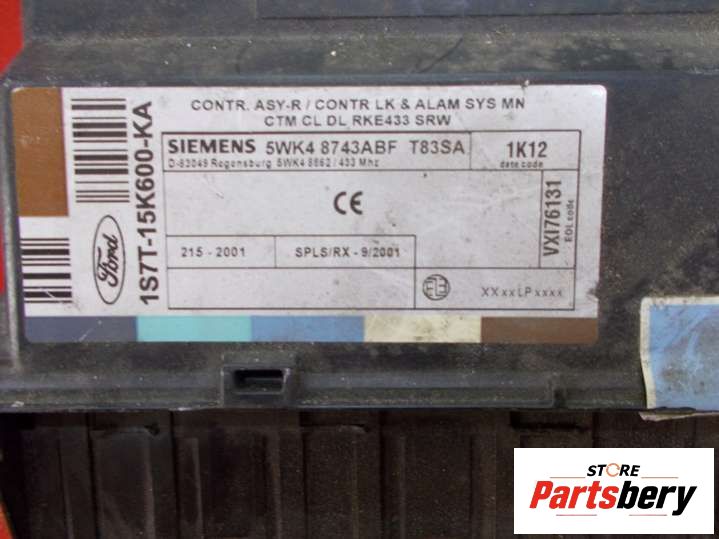 CONTR. ASY-R / CONTR LK & ALAM SYS MN
CTM CL DL RKE433 SRW
SIEMENS 5WK4 8743ABF T83SA
D-93049 Regensburg 5WK4 8662 / 433 Mhz
1K12
date code
CE
VXI76131
EOL code
215 - 2001
SPLS/RX - 9/2001
XXxxLPxxxx
Ford
1S7T-15K600-KA
STORE
Partsbery